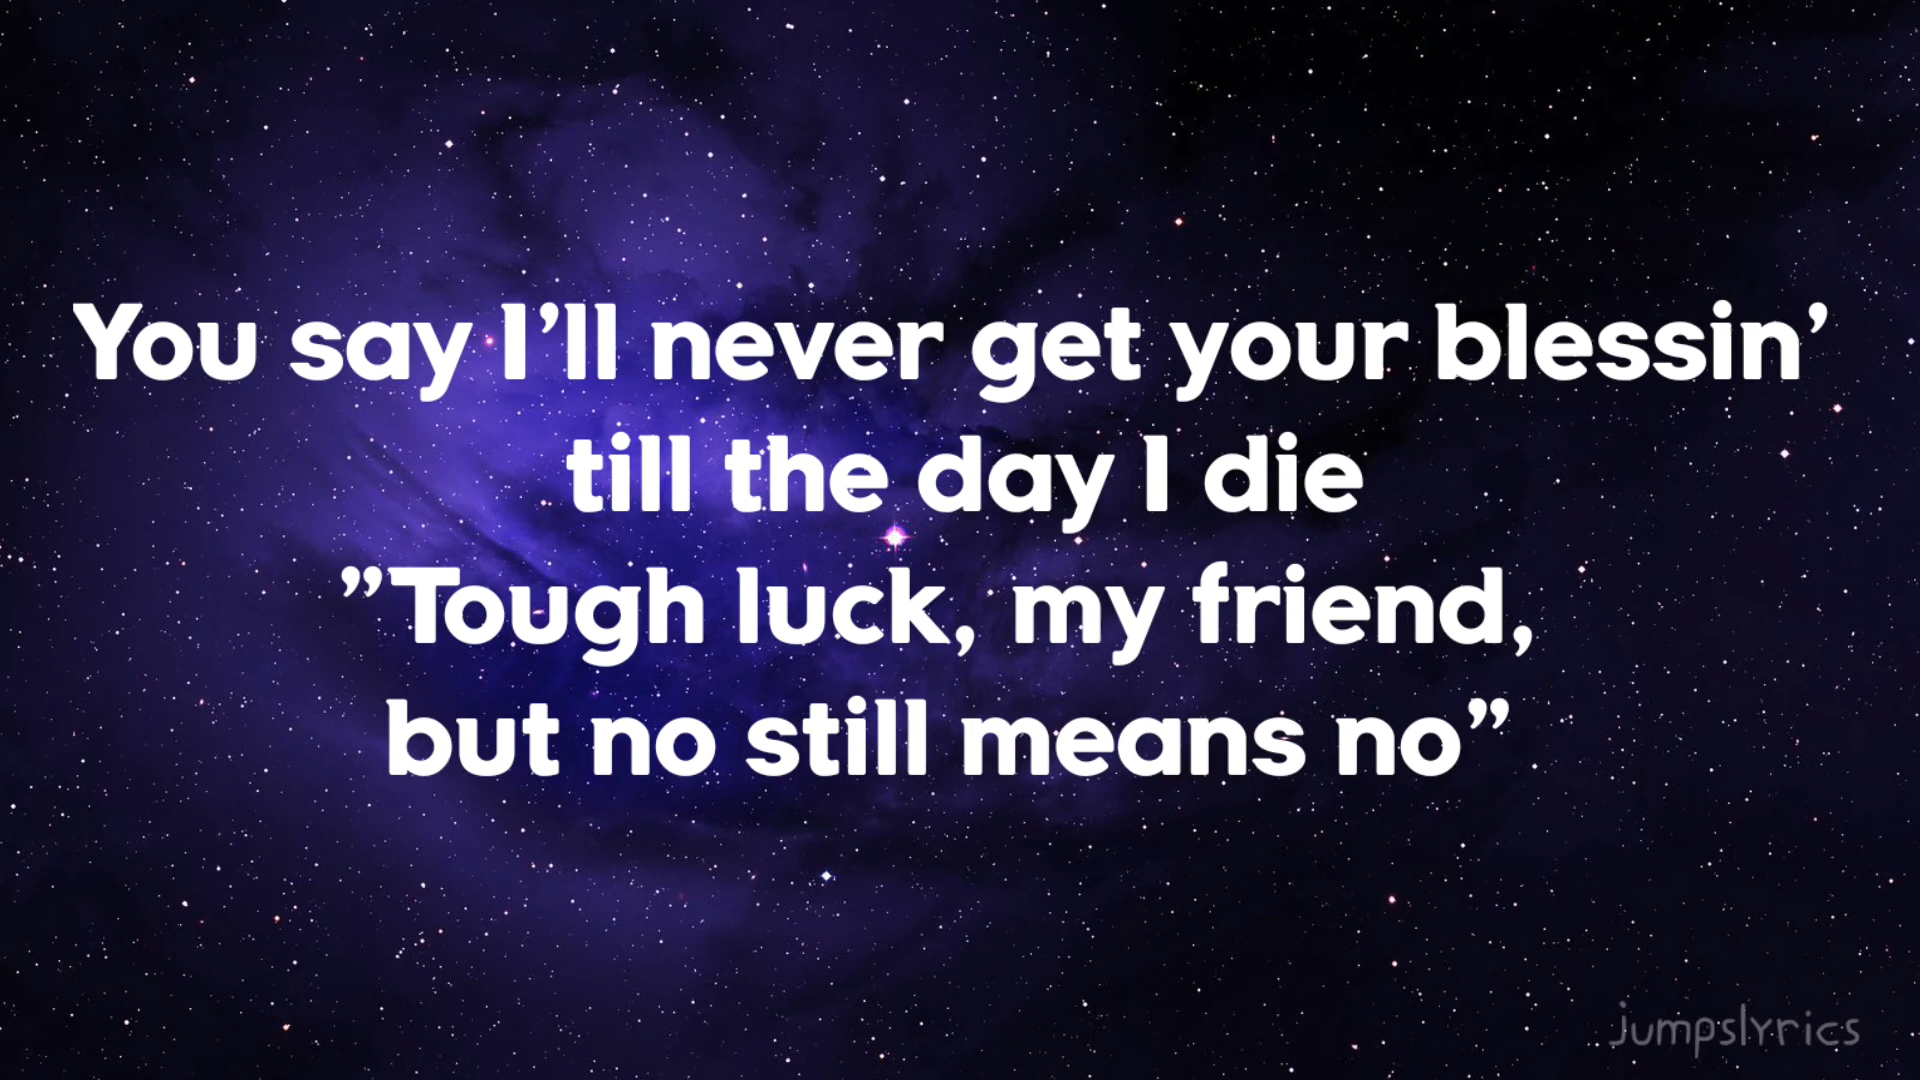 You say I’ll never get your blessin’
till the day I die
”Tough luck, my friend,
but no still means no”
jumpslyrics